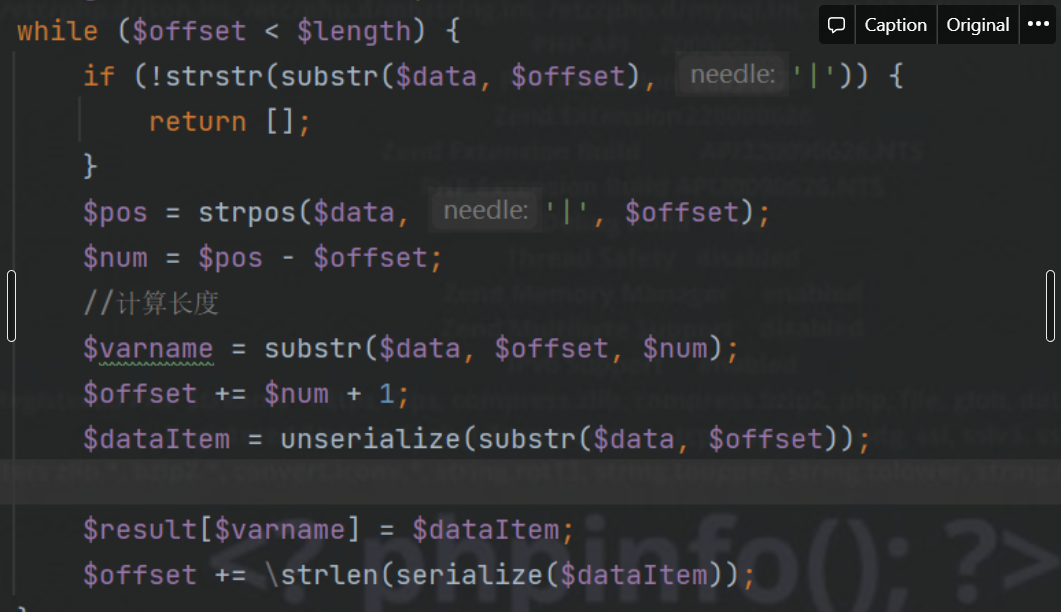 Caption Original
while ($offset < $length) {
if (!strstr(substr($data, $offset), needle: '|')) {
return [];
}
$pos = strpos($data, needle: '|', $offset);
$num = $pos - $offset;
//计算长度
$varname = substr($data, $offset, $num);
$offset += $num + 1;
$dataItem = unserialize(substr($data, $offset));
$result[$varname] = $dataItem;
$offset += \strlen(serialize($dataItem));
<? phpinfo(); ?>
}